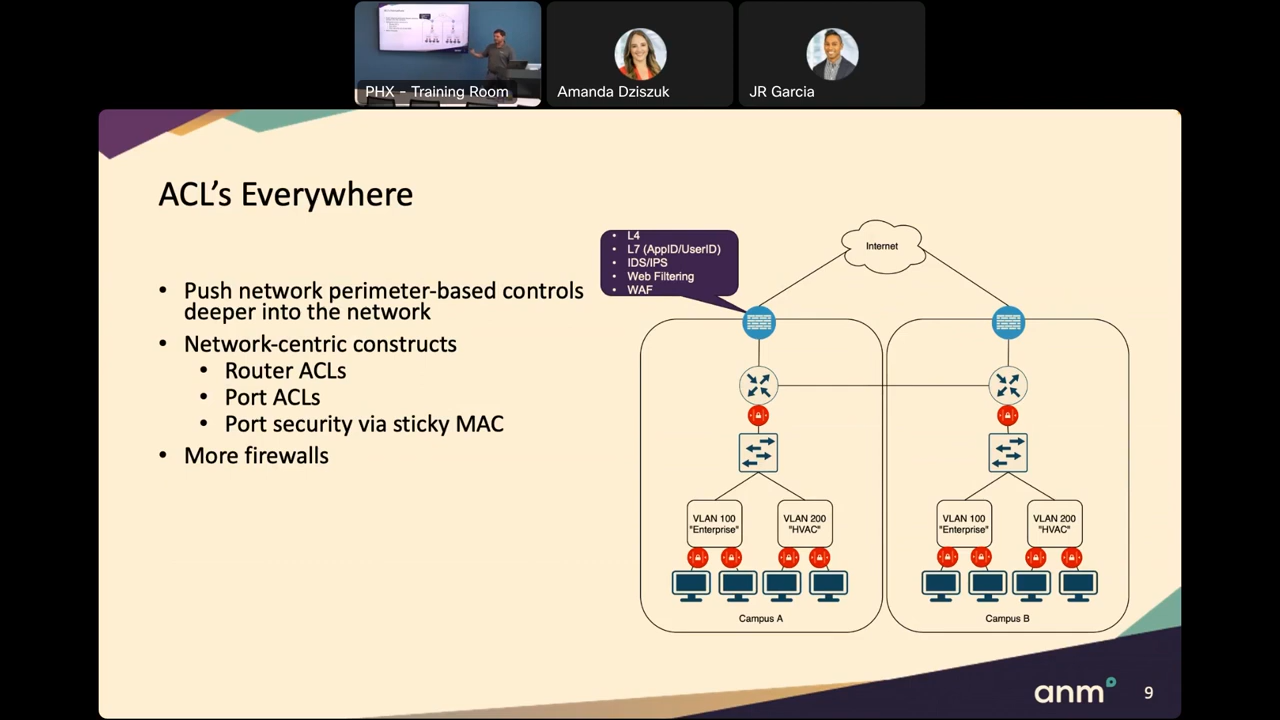 PHX - Training Room
Amanda Dziszuk
JR Garcia
ACL's Everywhere
• Push network perimeter-based controls
deeper into the network
• Network-centric constructs
• Router ACLs
• Port ACLs
• Port security via sticky MAC
• More firewalls
• L4
• L7 (AppID/UserID)
• IDS/IPS
• Web Filtering
• WAF
Internet
VLAN 100
"Enterprise"
VLAN 200
"HVAC"
VLAN 100
"Enterprise"
VLAN 200
"HVAC"
Campus A
Campus B
anm
9